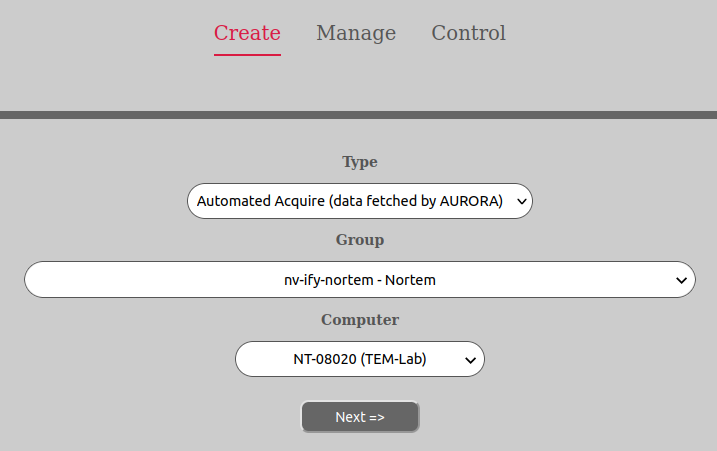 Create Manage Control
Type
Automated Acquire (data fetched by AURORA)
Group
nv-ify-nortem - Nortem
Computer
NT-08020 (TEM-Lab)
Next =>